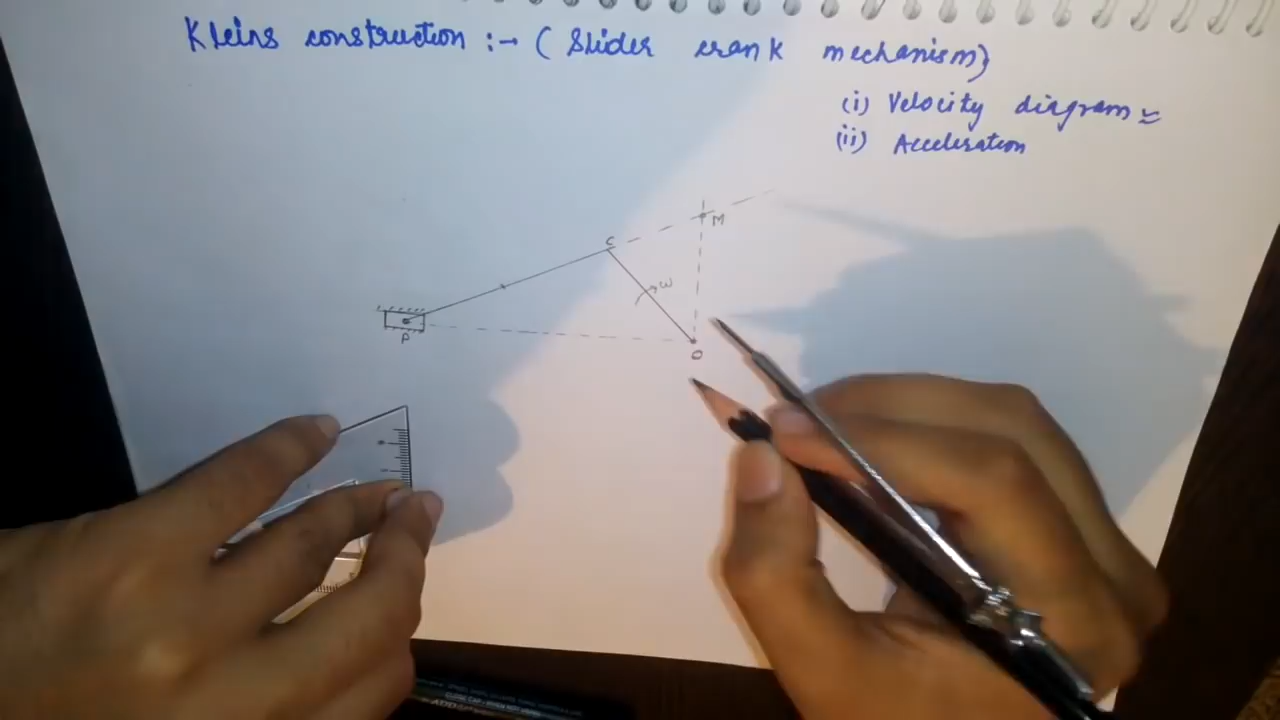 Kleins construction :→ (Slider crank mechanism)
(i) Velocity diagram
(ii) Acceleration
M
C
ω
P
O